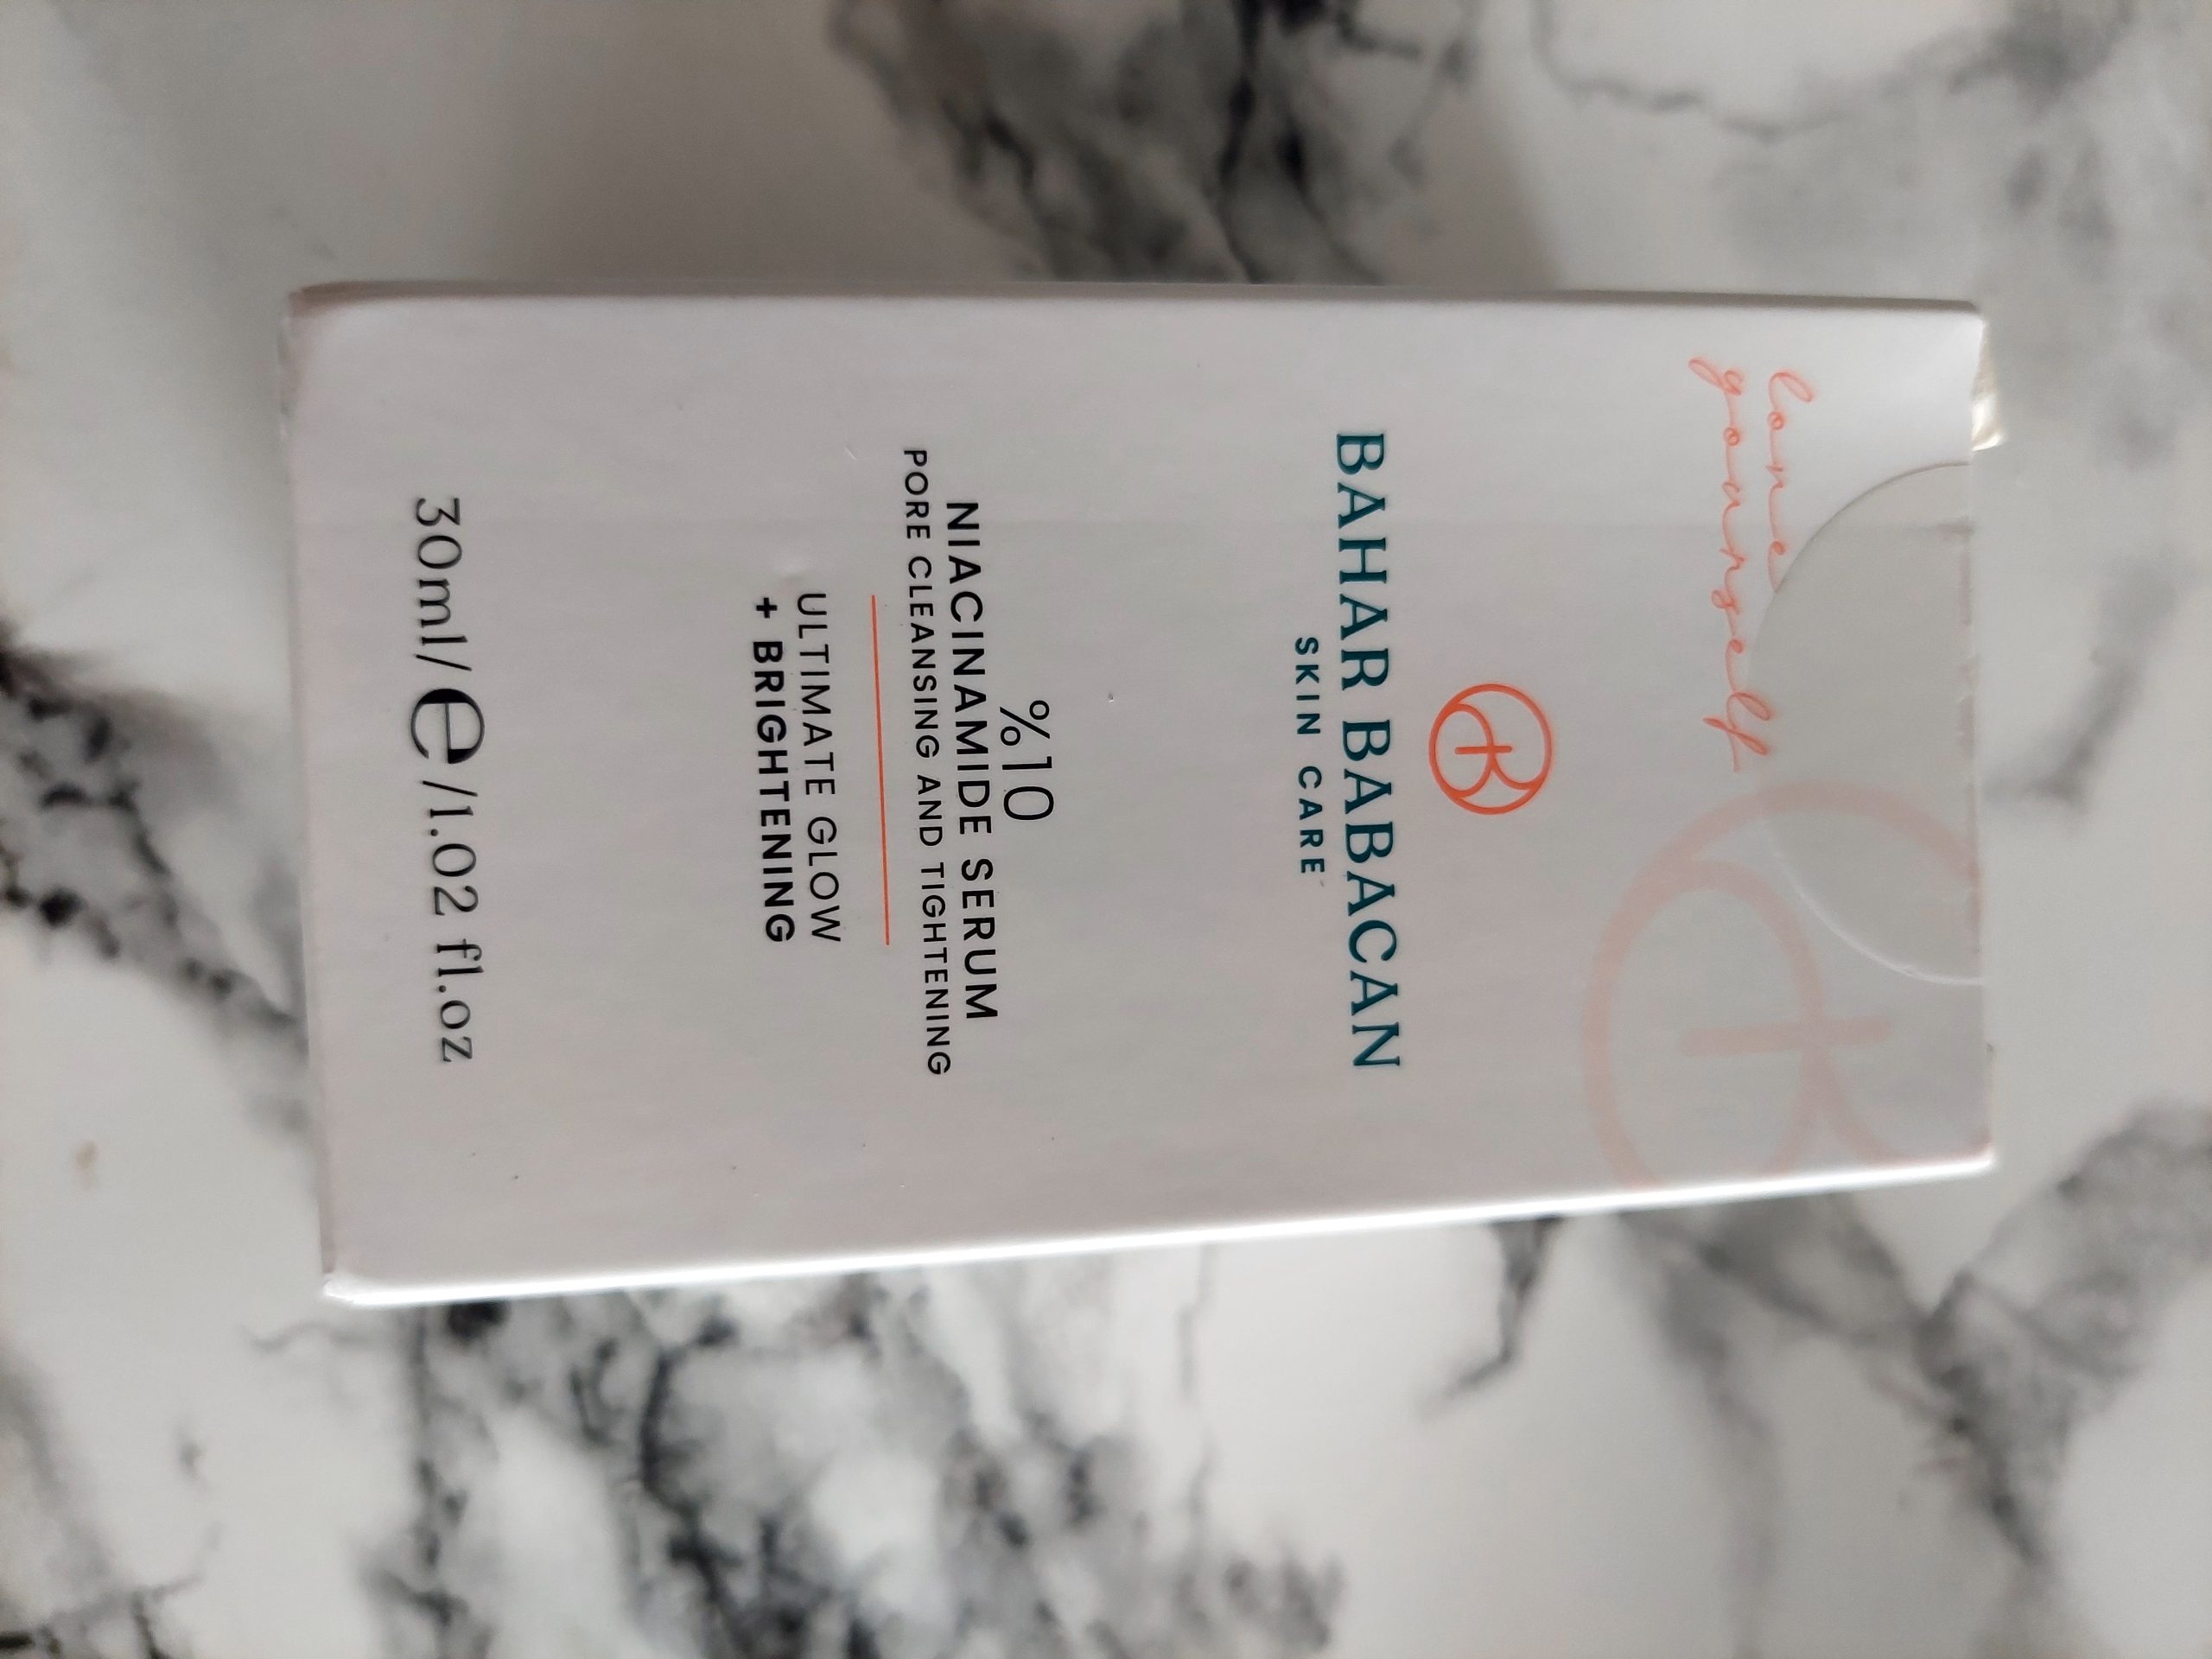 love
yourself
BAHAR BABACAN
SKIN CARE
%10
NIACINAMIDE SERUM
PORE CLEANSING AND TIGHTENING
ULTIMATE GLOW
+ BRIGHTENING
30ml/e/1.02 fl.oz